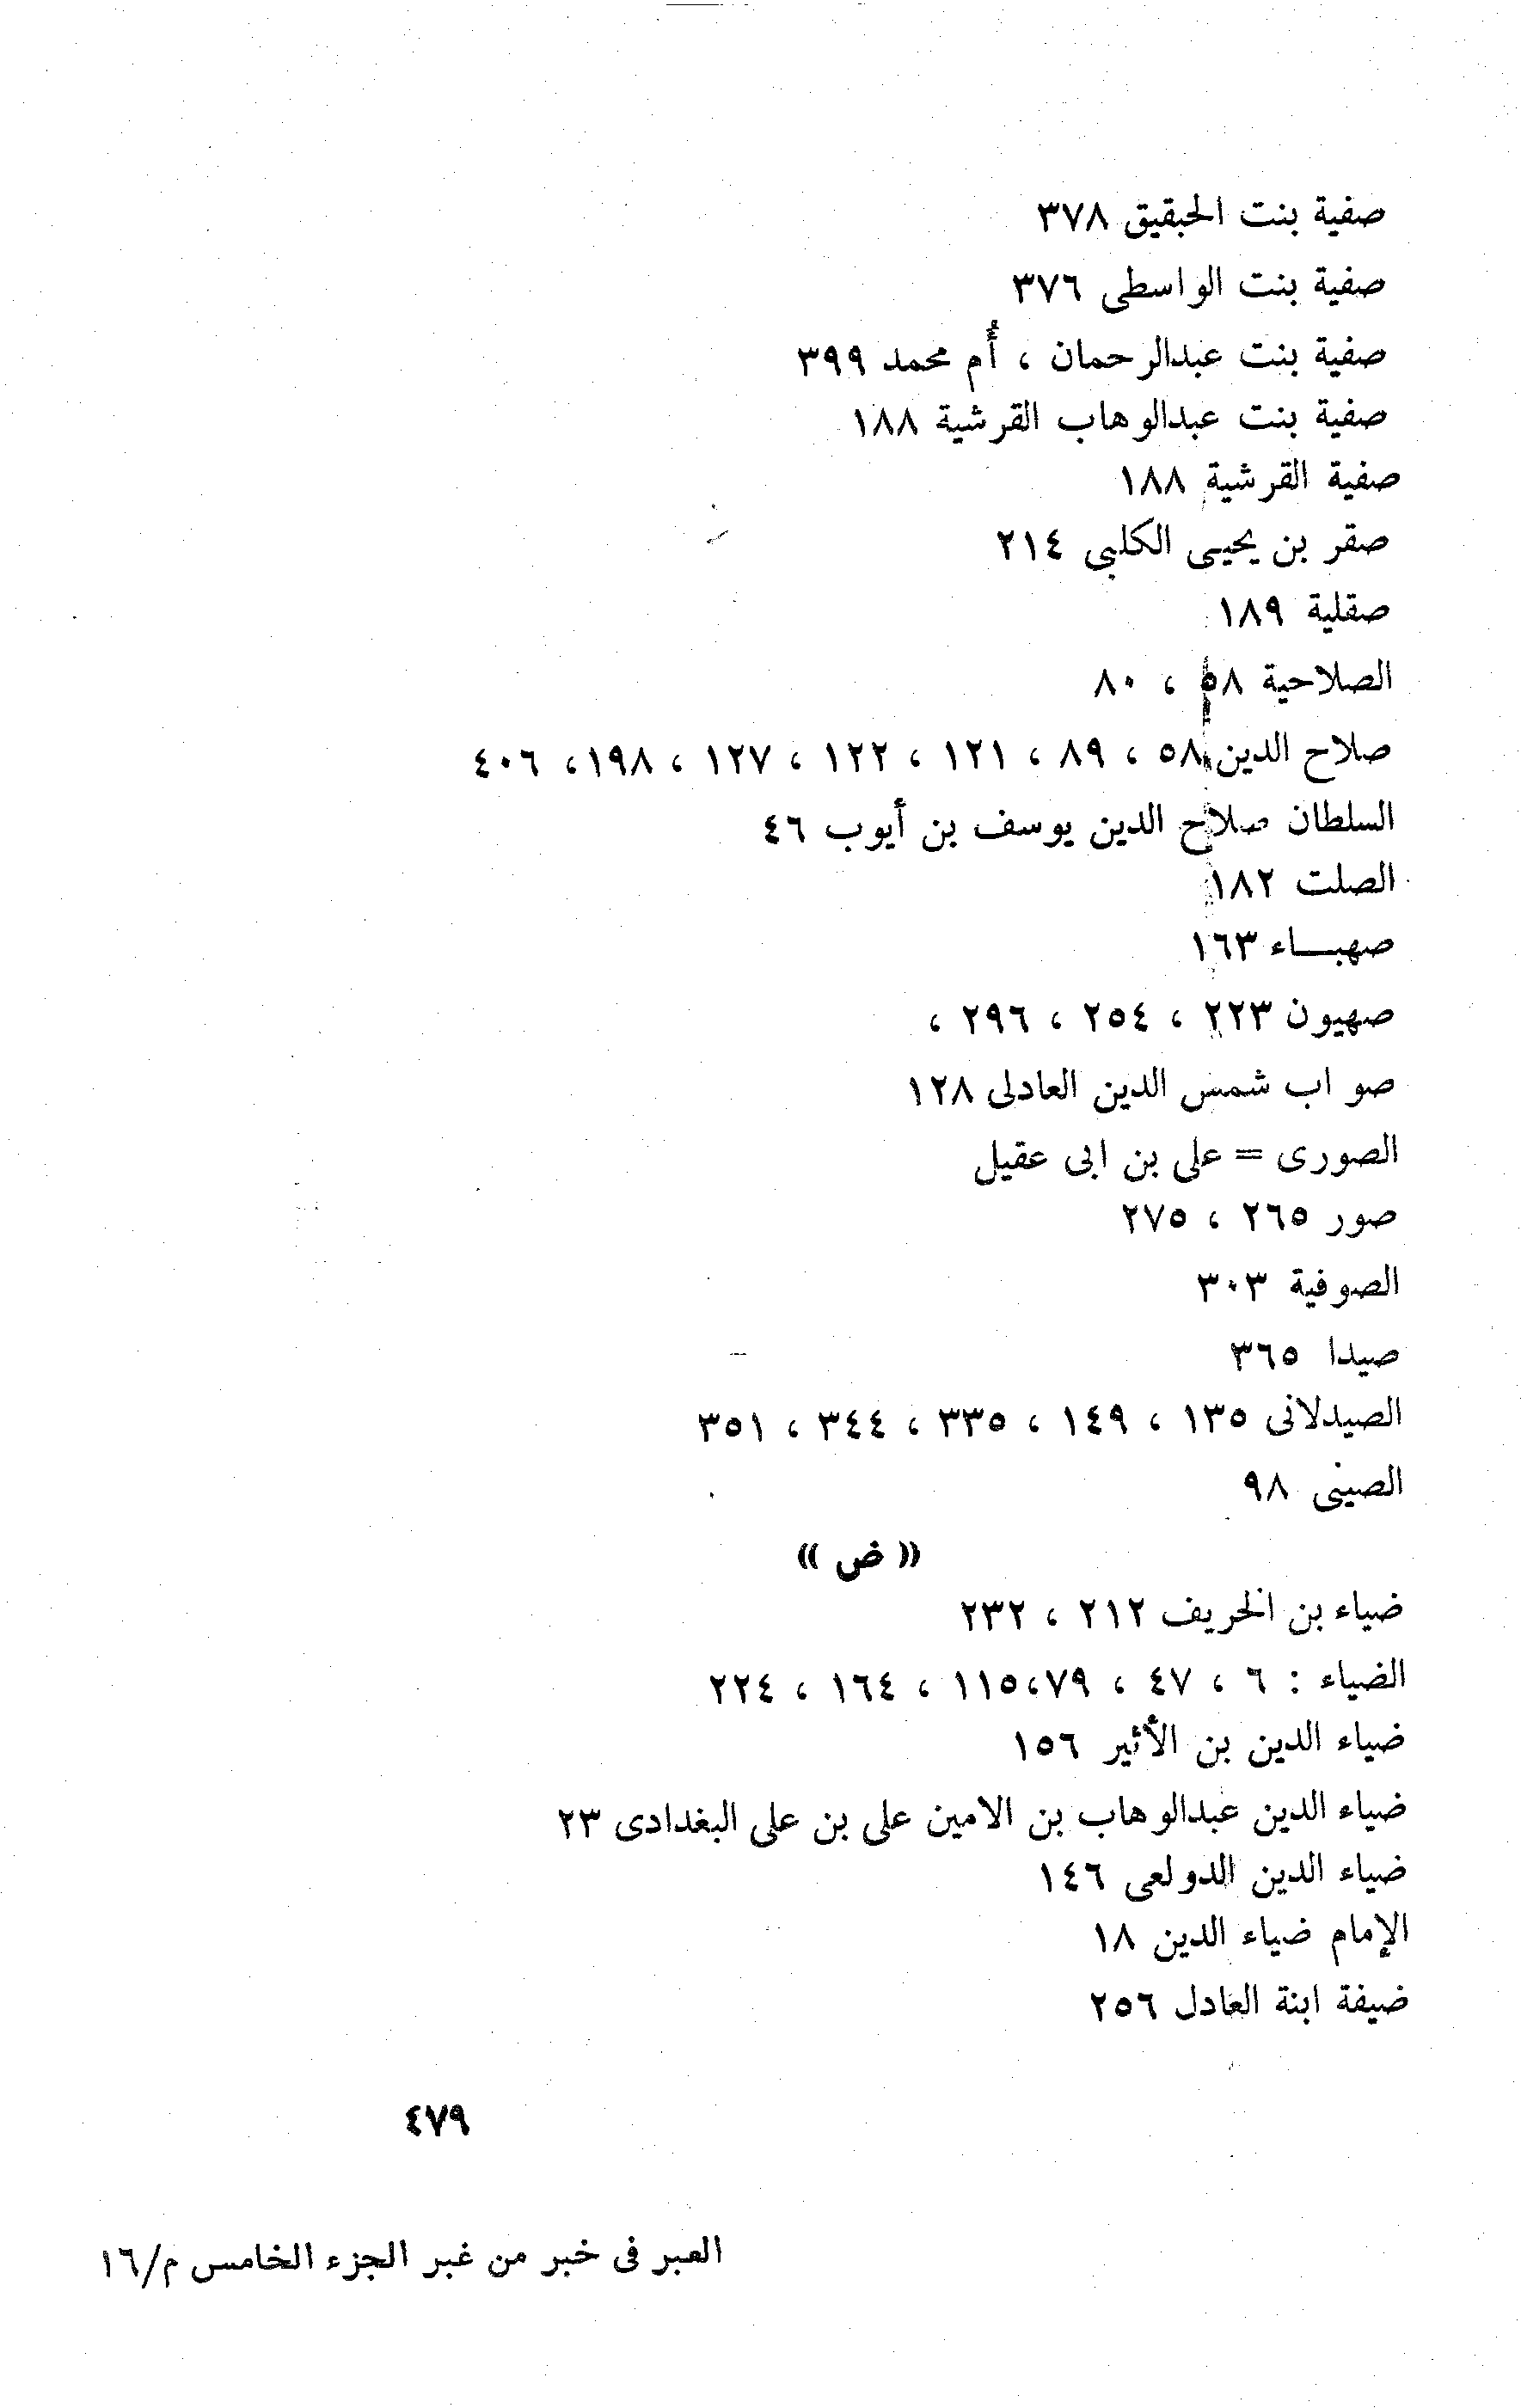 صفية بنت الحبقيق ٣٧٨
صفية بنت الواسطى ٣٧٦
صفية بنت عبدالرحمان ، أُم محمد ٣٩٩
صفية بنت عبدالوهاب القرشية ١٨٨
صفية القرشية ١٨٨
صقر بن يحيى الكلبى ٢١٤
صقلية ١٨٩
الصلاحية ٥٨ ، ٨٠
صلاح الدين ٥٨ ، ٨٩ ، ١٢١ ، ١٢٢ ، ١٢٧ ، ١٩٨، ٤٠٦
السلطان صلاح الدين يوسف بن أيوب ٤٦
الصلت ١٨٢
صهبــاء ١٦٣
صهيون ٢٢٣ ، ٢٥٤ ، ٢٩٦ ،
صواب شمس الدين العادلى ١٢٨
الصورى = على بن ابى عقيل
صور ٢٦٥ ، ٢٧٥
الصوفية ٣٠٣
صيدا ٣٦٥
الصيدلانى ١٣٥ ، ١٤٩ ، ٣٣٥ ، ٣٤٤ ، ٣٥١
الصينى ٩٨
« ض »
ضياء بن الخريف ٢١٢ ، ٢٣٢
الضياء : ٦ ، ٤٧ ، ٧٩،١١٥ ، ١٦٤ ، ٢٢٤
ضياء الدين بن الأثير ١٥٦
ضياء الدين عبدالوهاب بن الامين على بن على البغدادى ٢٣
ضياء الدين الدولعى ١٤٦
الإمام ضياء الدين ١٨
ضيفة ابنة العادل ٢٥٦
٤٧٩
العبر فى خبر من غبر الجزء الخامس م/١٦